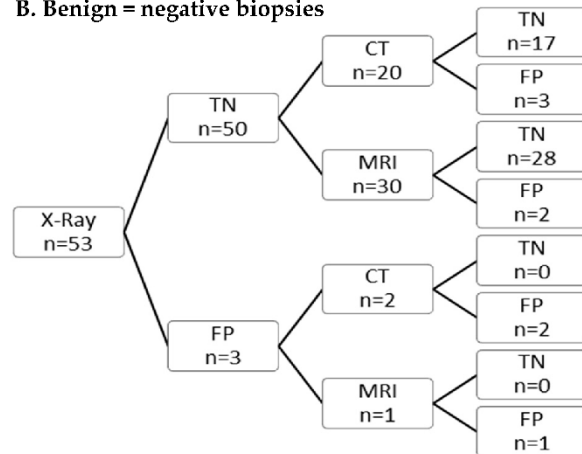 B. Benign = negative biopsies
X-Ray
n=53
TN
n=50
FP
n=3
CT
n=20
MRI
n=30
CT
n=2
MRI
n=1
TN
n=17
FP
n=3
TN
n=28
FP
n=2
TN
n=0
FP
n=2
TN
n=0
FP
n=1